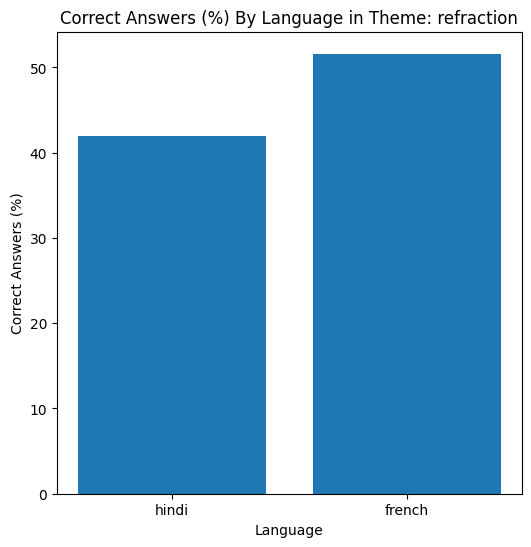 Correct Answers (%) By Language in Theme: refraction
Correct Answers (%)
50
40
30
20
10
0
hindi french
Language